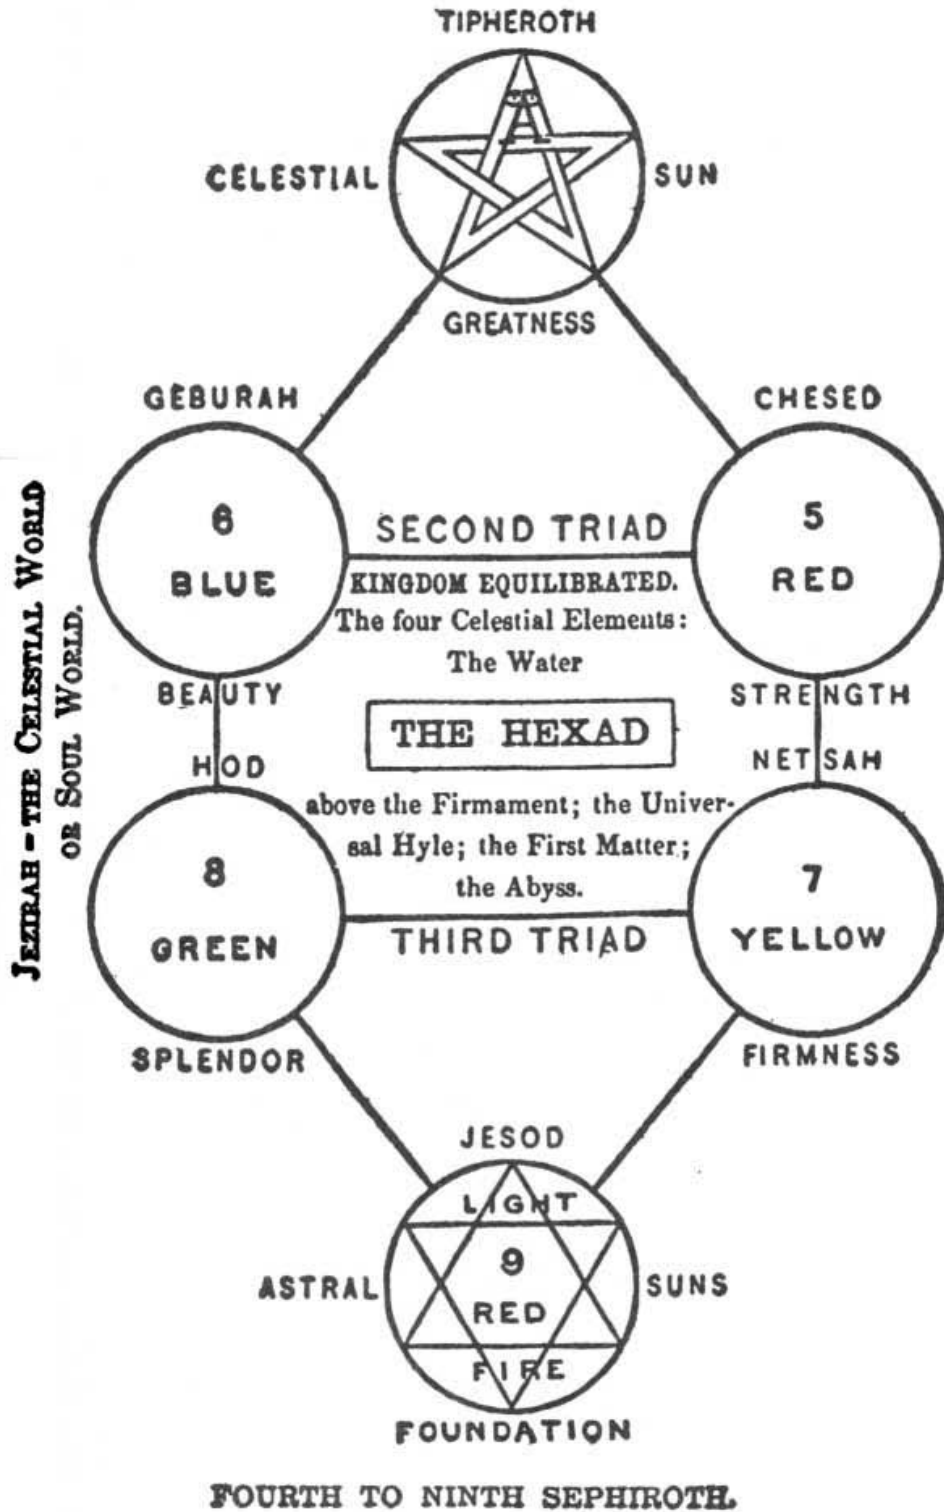 TIPHEROTH
CELESTIAL SUN
GREATNESS
GEBURAH CHESED
6 5
BLUE RED
SECOND TRIAD
KINGDOM EQUILIBRATED.
The four Celestial Elements:
The Water
BEAUTY STRENGTH
THE HEXAD
HOD NETSAH
above the Firmament; the Univer-
sal Hyle; the First Matter;
the Abyss.
8 7
GREEN YELLOW
THIRD TRIAD
SPLENDOR FIRMNESS
JEZIRAH - THE CELESTIAL WORLD
OR SOUL WORLD.
JESOD
LIGHT
9
ASTRAL SUNS
RED
FIRE
FOUNDATION
FOURTH TO NINTH SEPHIROTH.